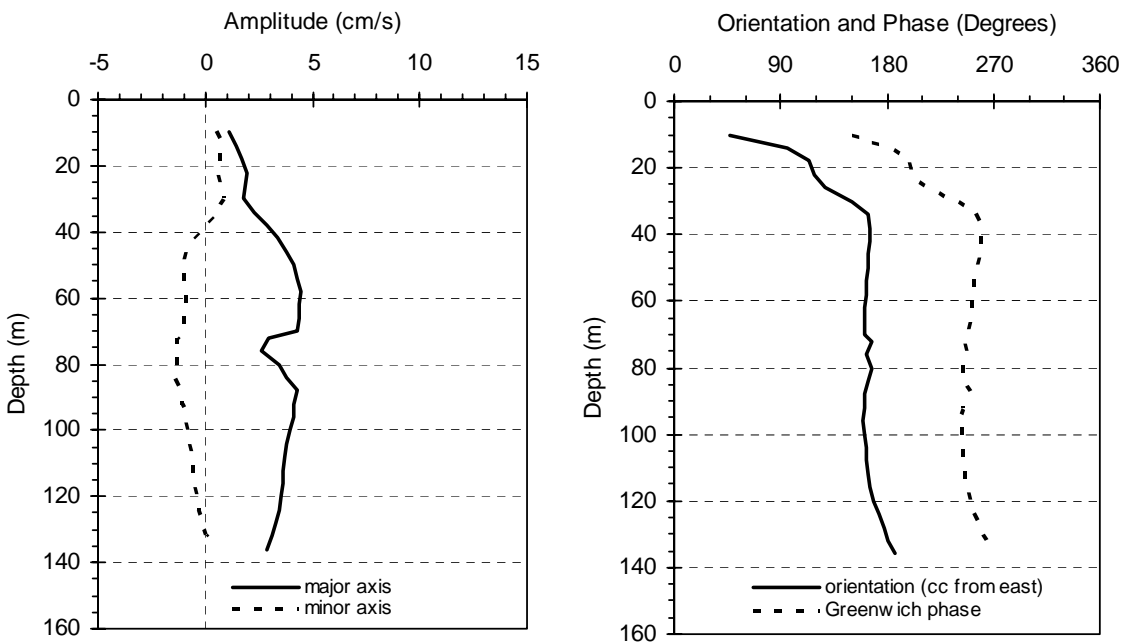 Amplitude (cm/s)
-5 0 5 10 15
0
20
40
60
80
100
120
140
160
Depth (m)
major axis
minor axis
Orientation and Phase (Degrees)
0 90 180 270 360
0
20
40
60
80
100
120
140
160
Depth (m)
orientation (cc from east)
Greenwich phase